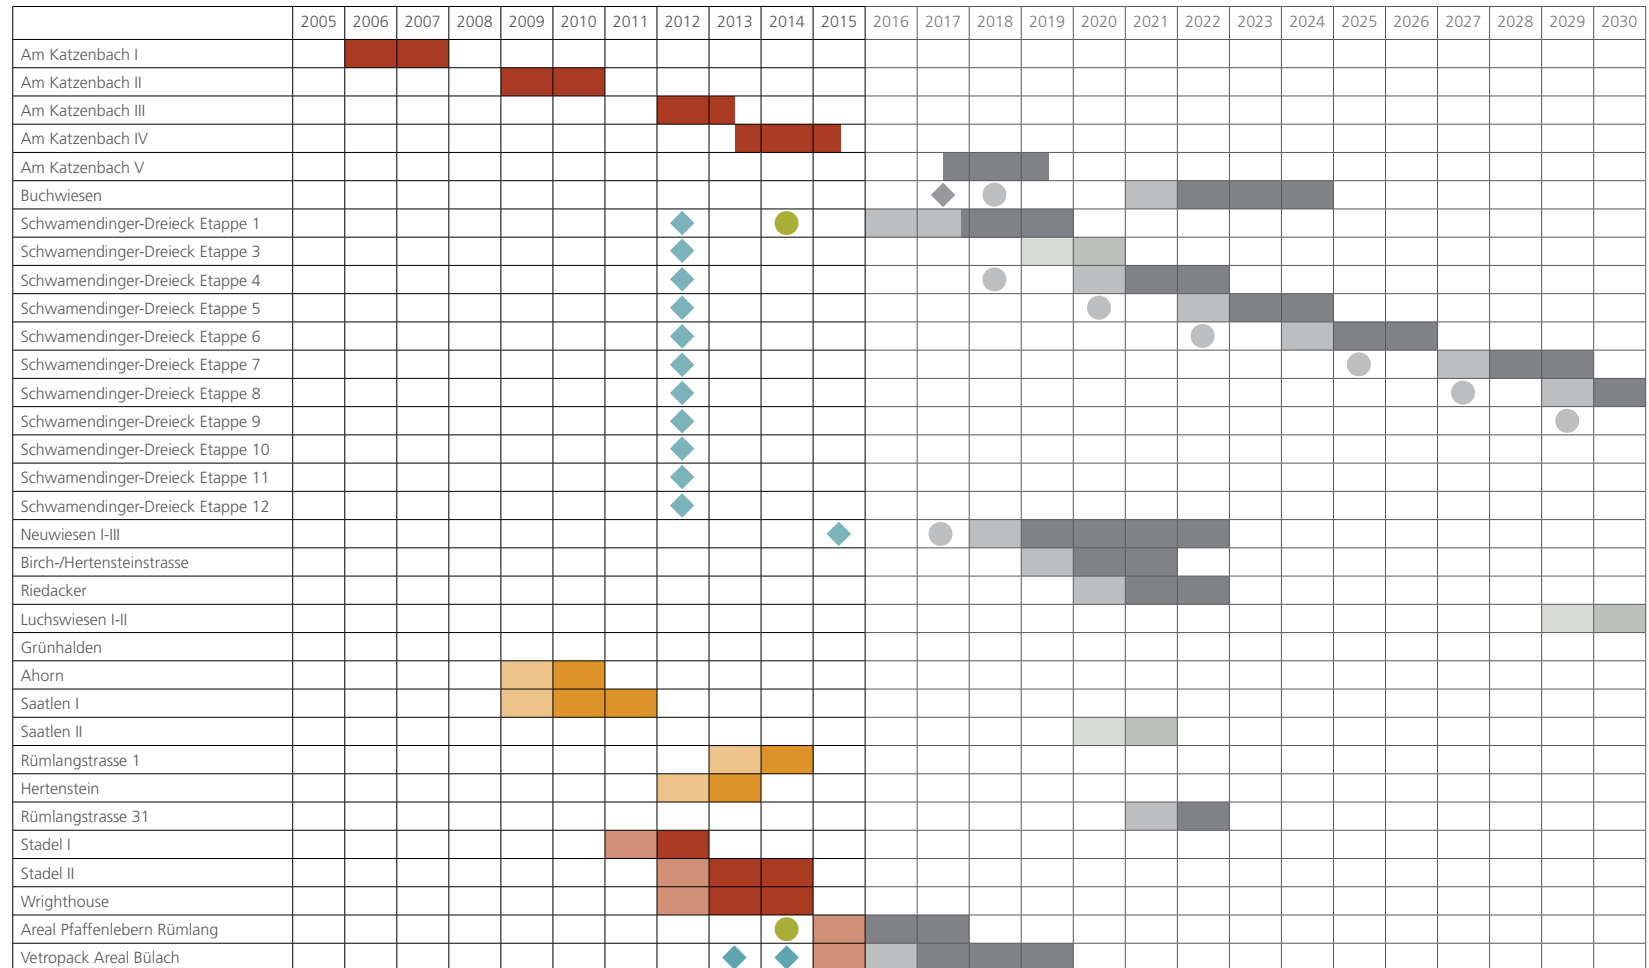 2005 2006 2007 2008 2009 2010 2011 2012 2013 2014 2015 2016 2017 2018 2019 2020 2021 2022 2023 2024 2025 2026 2027 2028 2029 2030
Am Katzenbach I
Am Katzenbach II
Am Katzenbach III
Am Katzenbach IV
Am Katzenbach V
Buchwiesen
Schwamendinger-Dreieck Etappe 1
Schwamendinger-Dreieck Etappe 3
Schwamendinger-Dreieck Etappe 4
Schwamendinger-Dreieck Etappe 5
Schwamendinger-Dreieck Etappe 6
Schwamendinger-Dreieck Etappe 7
Schwamendinger-Dreieck Etappe 8
Schwamendinger-Dreieck Etappe 9
Schwamendinger-Dreieck Etappe 10
Schwamendinger-Dreieck Etappe 11
Schwamendinger-Dreieck Etappe 12
Neuwiesen I-III
Birch-/Hertensteinstrasse
Riedacker
Luchswiesen I-II
Grünhalden
Ahorn
Saatlen I
Saatlen II
Rümlangstrasse 1
Hertenstein
Rümlangstrasse 31
Stadel I
Stadel II
Wrighthouse
Areal Pfaffenlebern Rümlang
Vetropack Areal Bülach